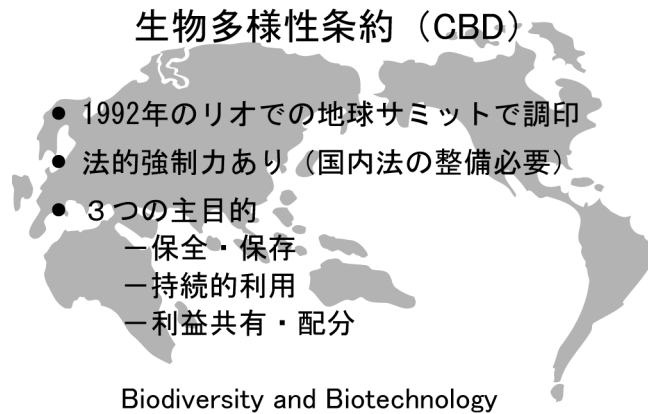 生物多様性条約（CBD）
● 1992年のリオでの地球サミットで調印
● 法的強制力あり（国内法の整備必要）
● ３つの主目的
－保全・保存
－持続的利用
－利益共有・配分
Biodiversity and Biotechnology